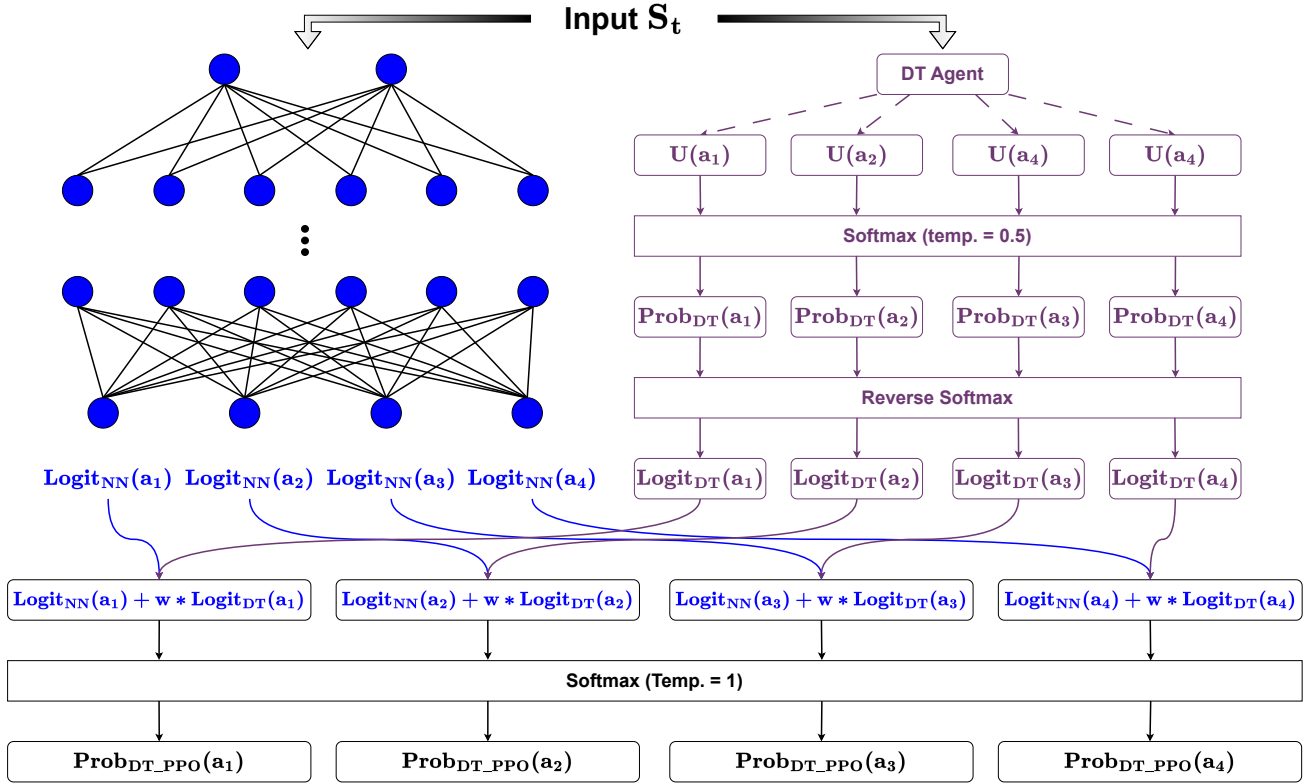 Input S_t
DT Agent
U(a_1) U(a_2) U(a_4) U(a_4)
Softmax (temp. = 0.5)
Prob_DT(a_1) Prob_DT(a_2) Prob_DT(a_3) Prob_DT(a_4)
Reverse Softmax
Logit_NN(a_1) Logit_NN(a_2) Logit_NN(a_3) Logit_NN(a_4) Logit_DT(a_1) Logit_DT(a_2) Logit_DT(a_3) Logit_DT(a_4)
Logit_NN(a_1) + w * Logit_DT(a_1) Logit_NN(a_2) + w * Logit_DT(a_2) Logit_NN(a_3) + w * Logit_DT(a_3) Logit_NN(a_4) + w * Logit_DT(a_4)
Softmax (Temp. = 1)
Prob_DT_PPO(a_1) Prob_DT_PPO(a_2) Prob_DT_PPO(a_3) Prob_DT_PPO(a_4)